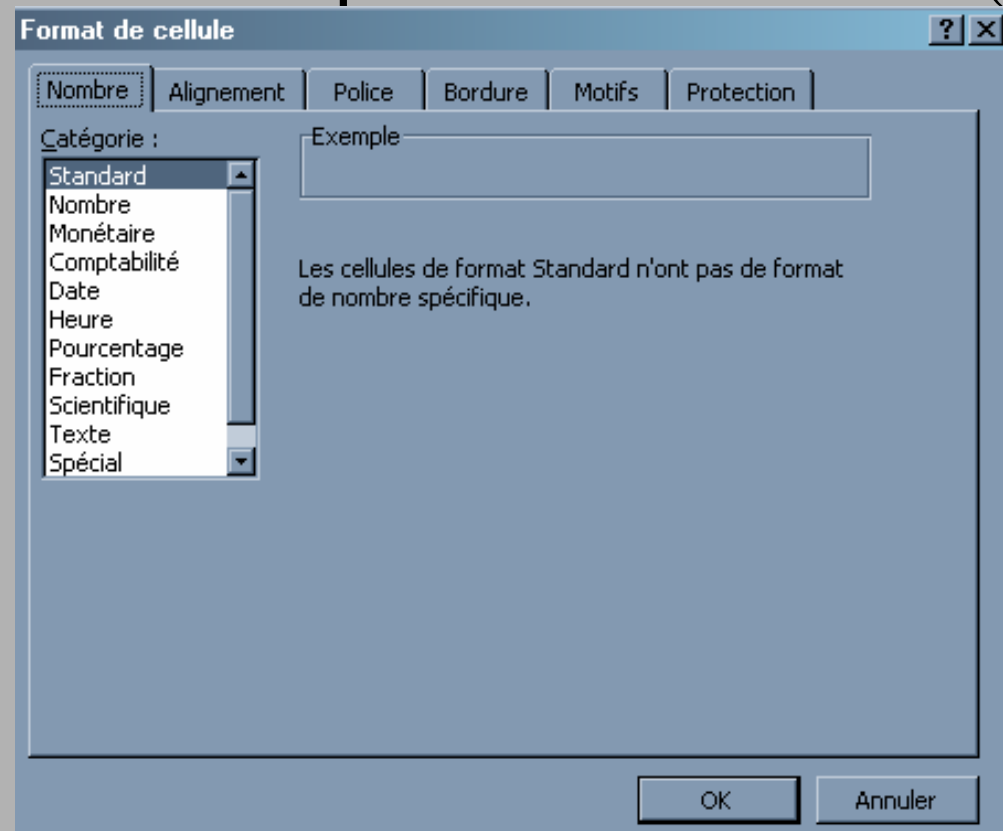 Format de cellule
Nombre Alignement Police Bordure Motifs Protection
Catégorie :
Exemple
Standard
Nombre
Monétaire
Comptabilité
Date
Heure
Pourcentage
Fraction
Scientifique
Texte
Spécial
Les cellules de format Standard n'ont pas de format
de nombre spécifique.
OK Annuler